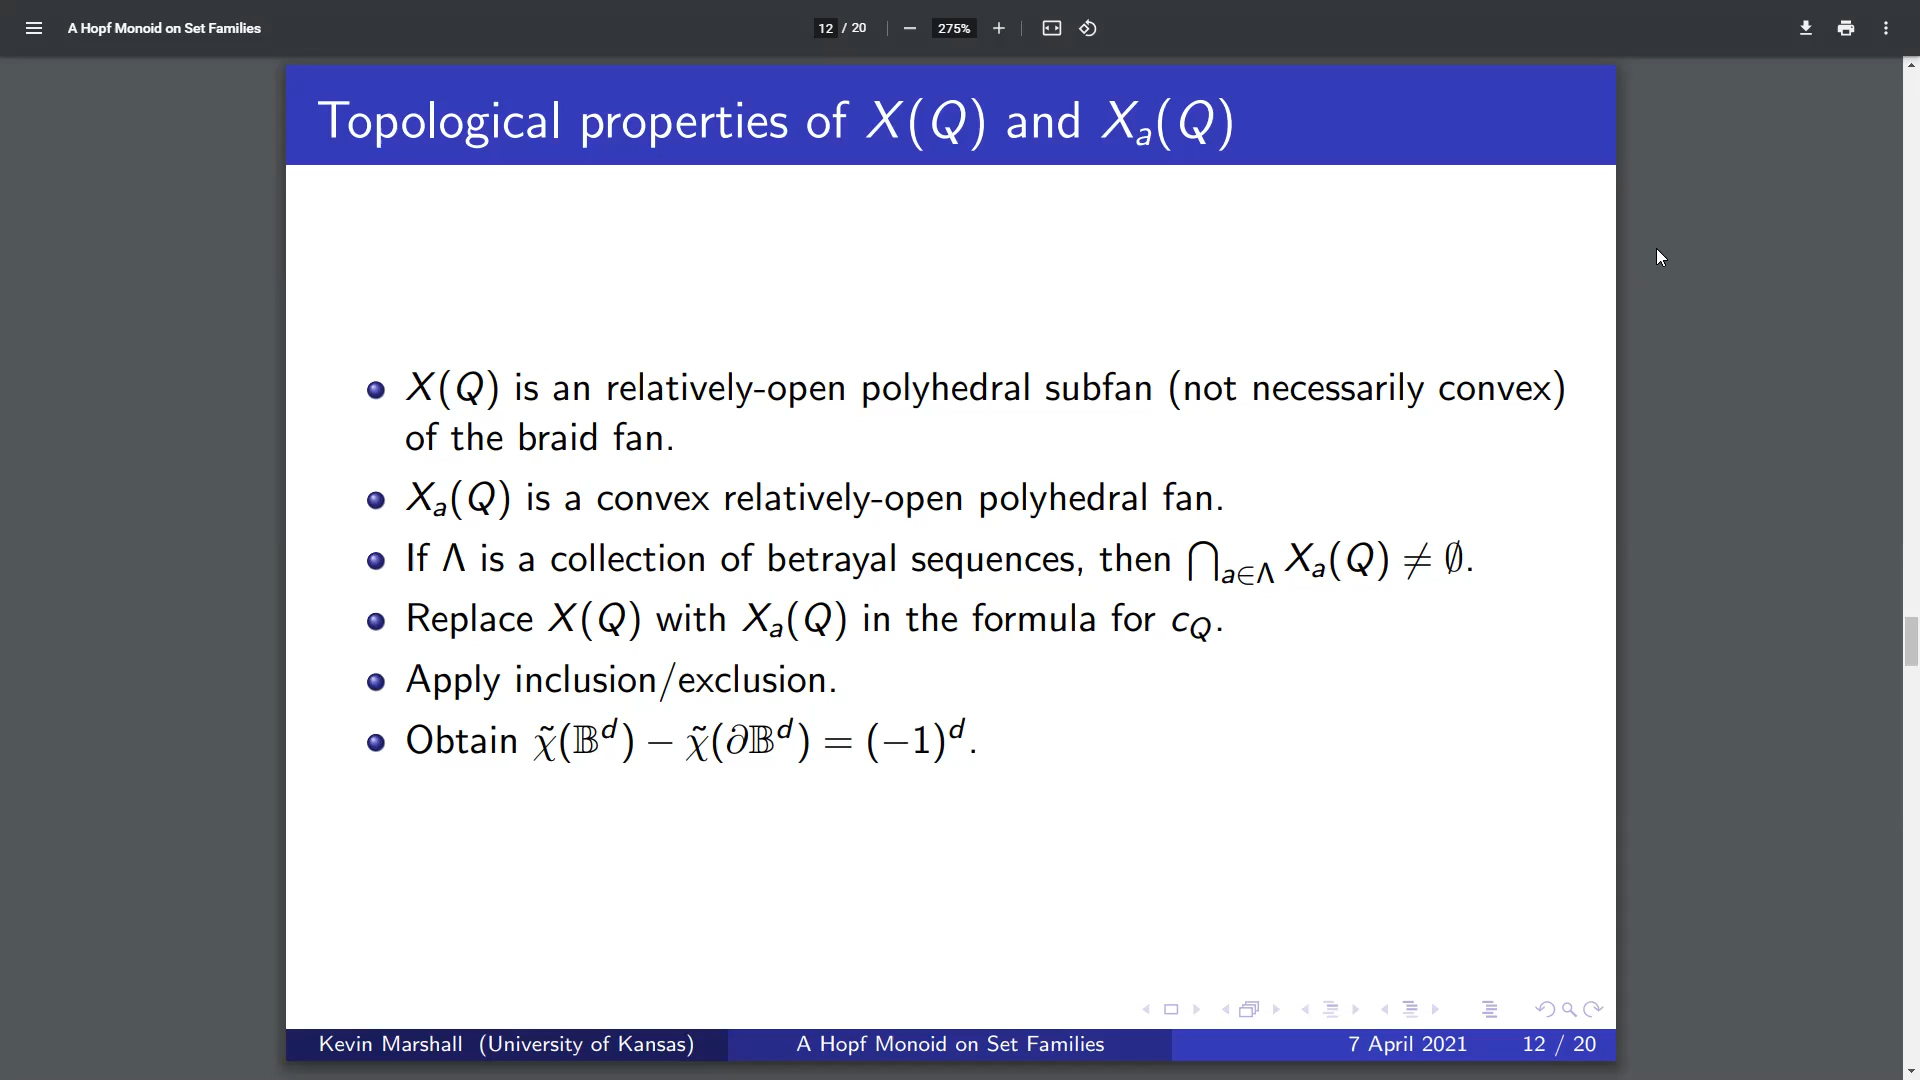 A Hopf Monoid on Set Families
12 / 20
275%
Topological properties of X(Q) and Xₐ(Q)
X(Q) is an relatively-open polyhedral subfan (not necessarily convex)
of the braid fan.
Xₐ(Q) is a convex relatively-open polyhedral fan.
If Λ is a collection of betrayal sequences, then ⋂_{a∈Λ} Xₐ(Q) ≠ ∅.
Replace X(Q) with Xₐ(Q) in the formula for c_Q.
Apply inclusion/exclusion.
Obtain χ̃(𝔹ᵈ) − χ̃(∂𝔹ᵈ) = (−1)ᵈ.
Kevin Marshall (University of Kansas)
A Hopf Monoid on Set Families
7 April 2021
12 / 20